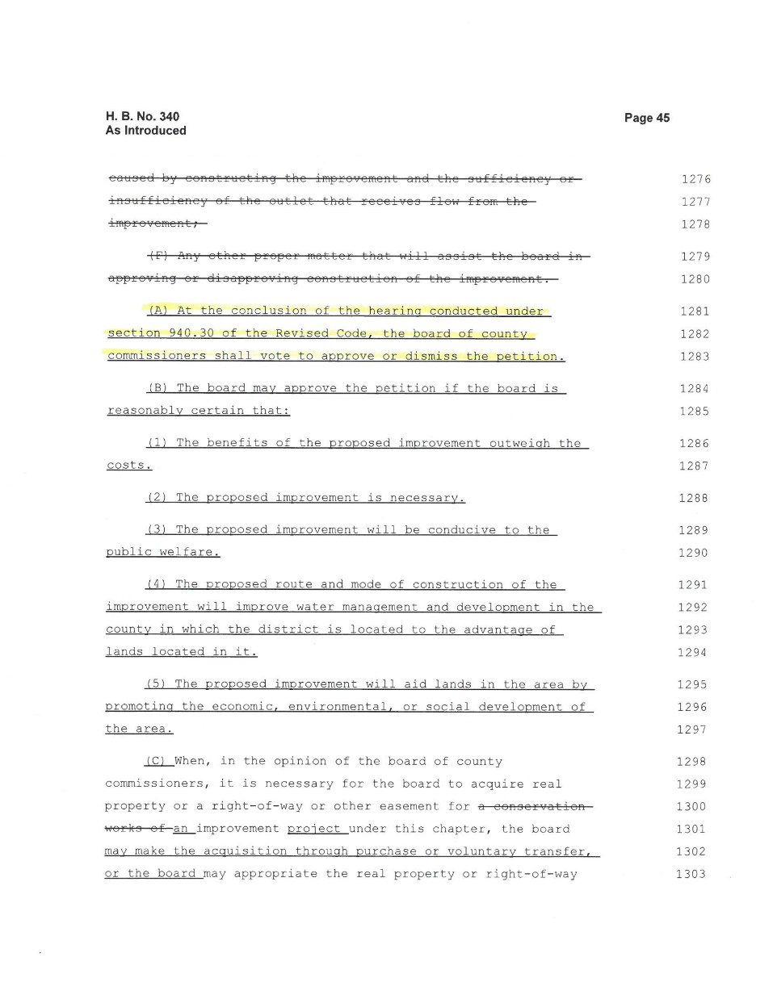 H. B. No. 340 Page 45
As Introduced
caused by constructing the improvement and the sufficiency or 1276
insufficiency of the outlet that receives flow from the 1277
improvement; 1278
(F) Any other proper matter that will assist the board in 1279
approving or disapproving construction of the improvement. 1280
(A) At the conclusion of the hearing conducted under 1281
section 940.30 of the Revised Code, the board of county 1282
commissioners shall vote to approve or dismiss the petition. 1283
(B) The board may approve the petition if the board is 1284
reasonably certain that: 1285
(1) The benefits of the proposed improvement outweigh the 1286
costs. 1287
(2) The proposed improvement is necessary. 1288
(3) The proposed improvement will be conducive to the 1289
public welfare. 1290
(4) The proposed route and mode of construction of the 1291
improvement will improve water management and development in the 1292
county in which the district is located to the advantage of 1293
lands located in it. 1294
(5) The proposed improvement will aid lands in the area by 1295
promoting the economic, environmental, or social development of 1296
the area. 1297
(C) When, in the opinion of the board of county 1298
commissioners, it is necessary for the board to acquire real 1299
property or a right-of-way or other easement for a conservation 1300
works of an improvement project under this chapter, the board 1301
may make the acquisition through purchase or voluntary transfer, 1302
or the board may appropriate the real property or right-of-way 1303